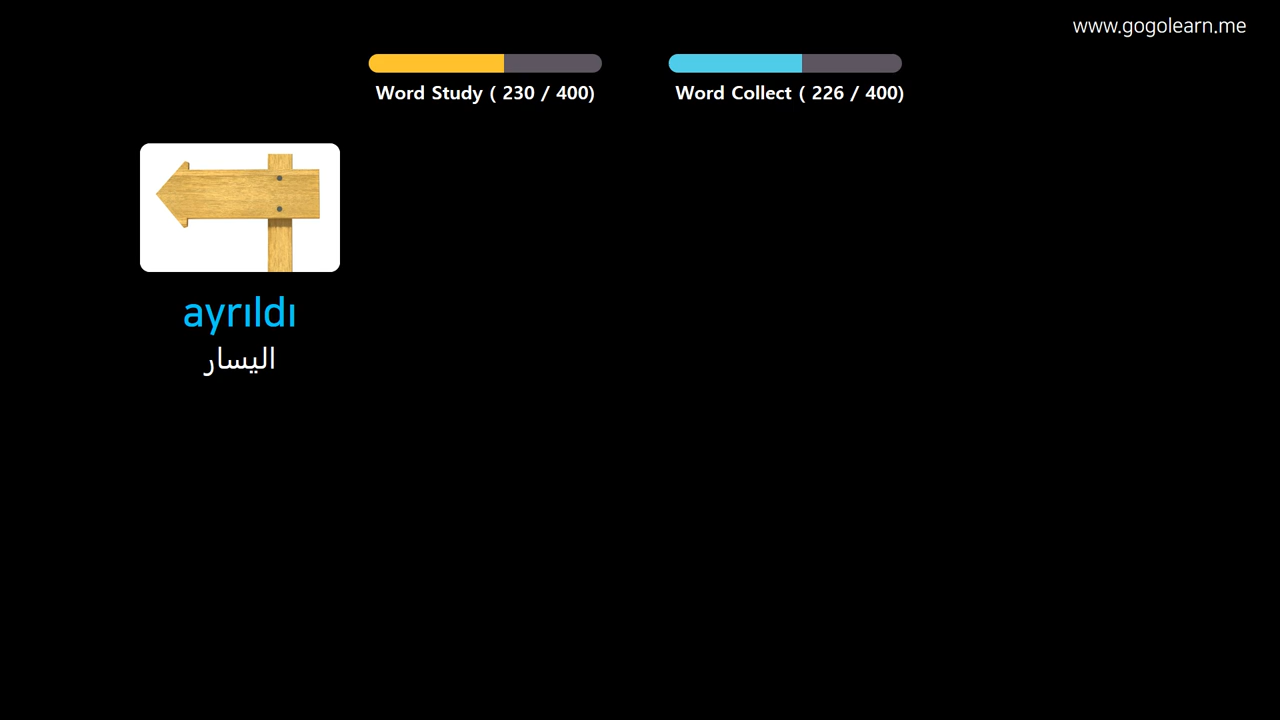 www.gogolearn.me
Word Study ( 230 / 400)
Word Collect ( 226 / 400)
ayrıldı
اليسار